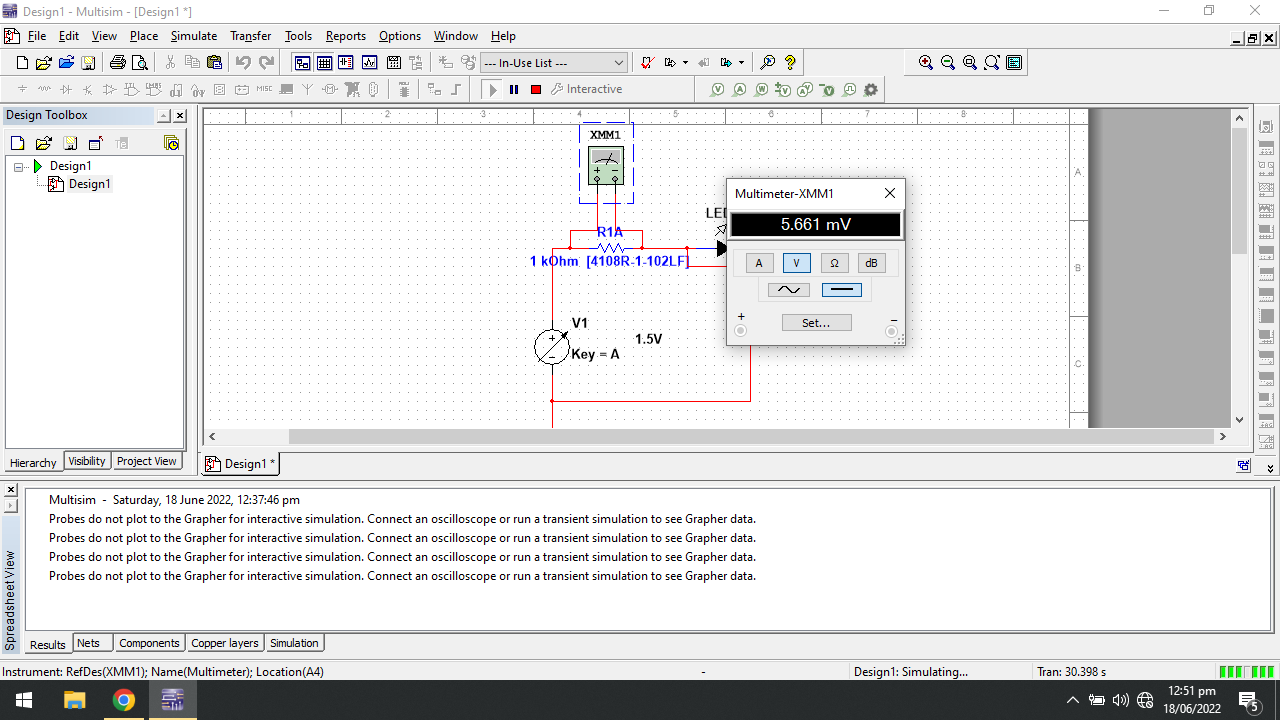 Design1 - Multisim - [Design1 *]
File Edit View Place Simulate Transfer Tools Reports Options Window Help
--- In-Use List ---
Interactive
Design Toolbox
Design1
Design1
Hierarchy Visibility Project View
1 2 3 4 5 6 7 8
A
B
C
XMM1
R1A
1 kOhm [4108R-1-102LF]
LED
V1
Key = A
1.5V
Multimeter-XMM1
5.661 mV
A V Ω dB
+ Set... –
Design1 *
Spreadsheet View
Multisim - Saturday, 18 June 2022, 12:37:46 pm
Probes do not plot to the Grapher for interactive simulation. Connect an oscilloscope or run a transient simulation to see Grapher data.
Probes do not plot to the Grapher for interactive simulation. Connect an oscilloscope or run a transient simulation to see Grapher data.
Probes do not plot to the Grapher for interactive simulation. Connect an oscilloscope or run a transient simulation to see Grapher data.
Probes do not plot to the Grapher for interactive simulation. Connect an oscilloscope or run a transient simulation to see Grapher data.
Results Nets Components Copper layers Simulation
Instrument: RefDes(XMM1); Name(Multimeter); Location(A4) - Design1: Simulating... Tran: 30.398 s
12:51 pm
18/06/2022
5